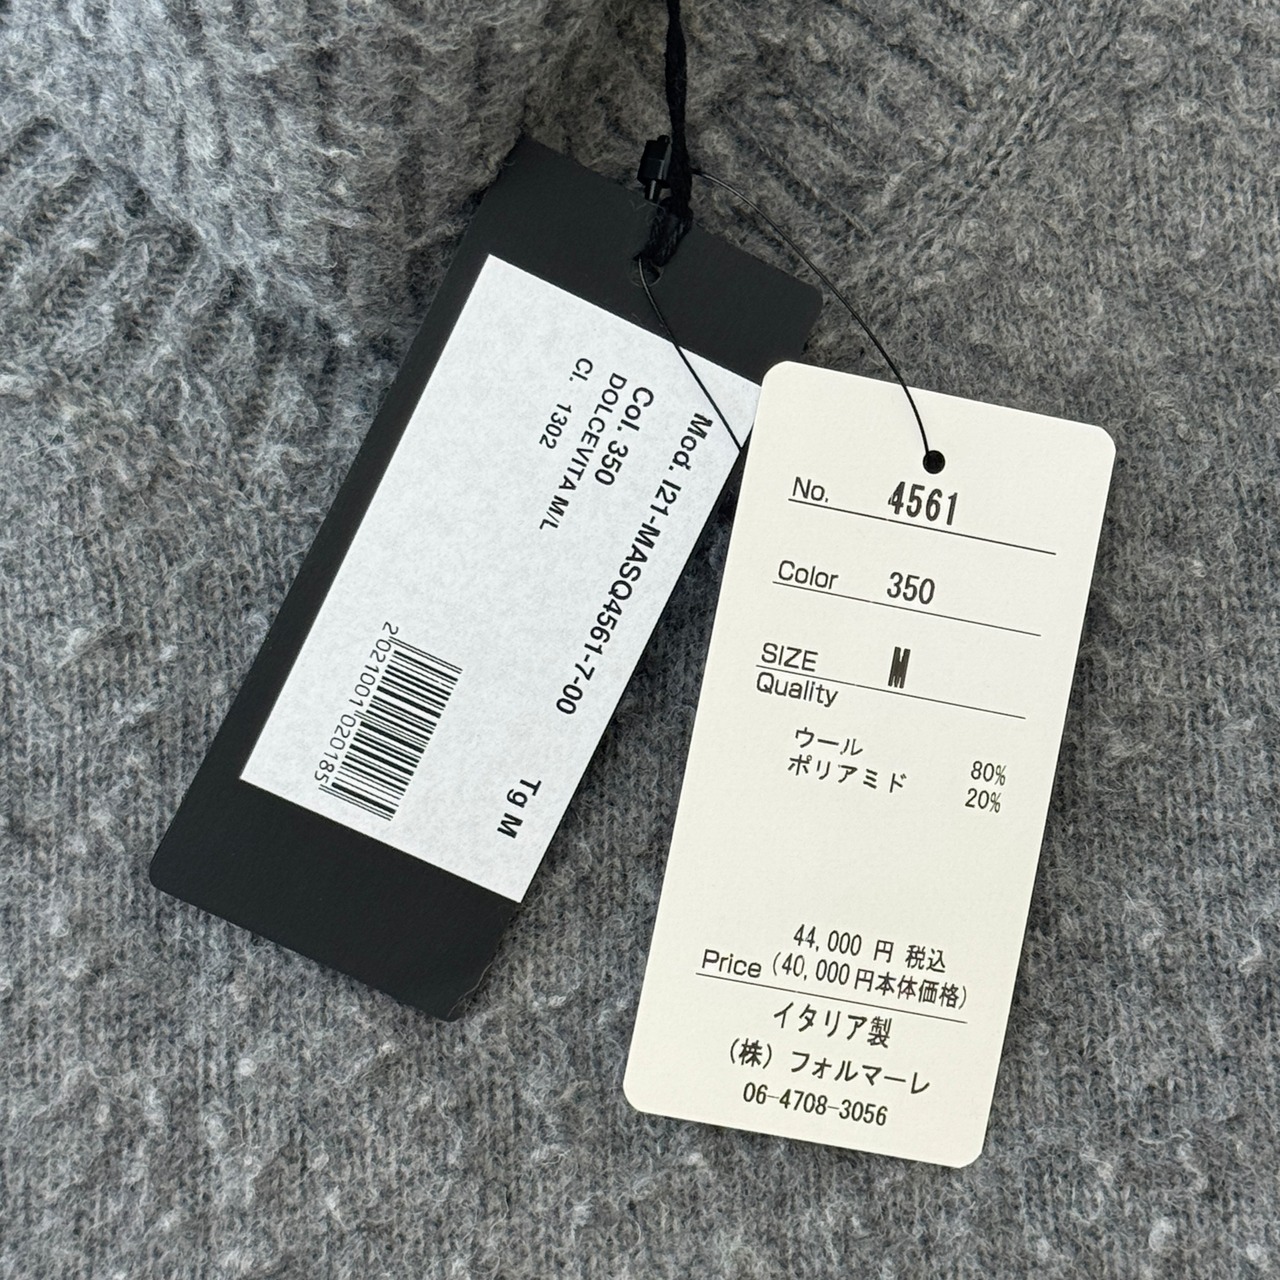 Mod. I21-MASQ4561-7-00
Col. 350
DOLCEVITA M/L
Cl. 1302
Tg M
2021001020185
No. 4561
Color 350
SIZE M
Quality
ウール 80%
ポリアミド 20%
44,000 円 税込
Price (40,000円本体価格)
イタリア製
(株) フォルマーレ
06-4708-3056